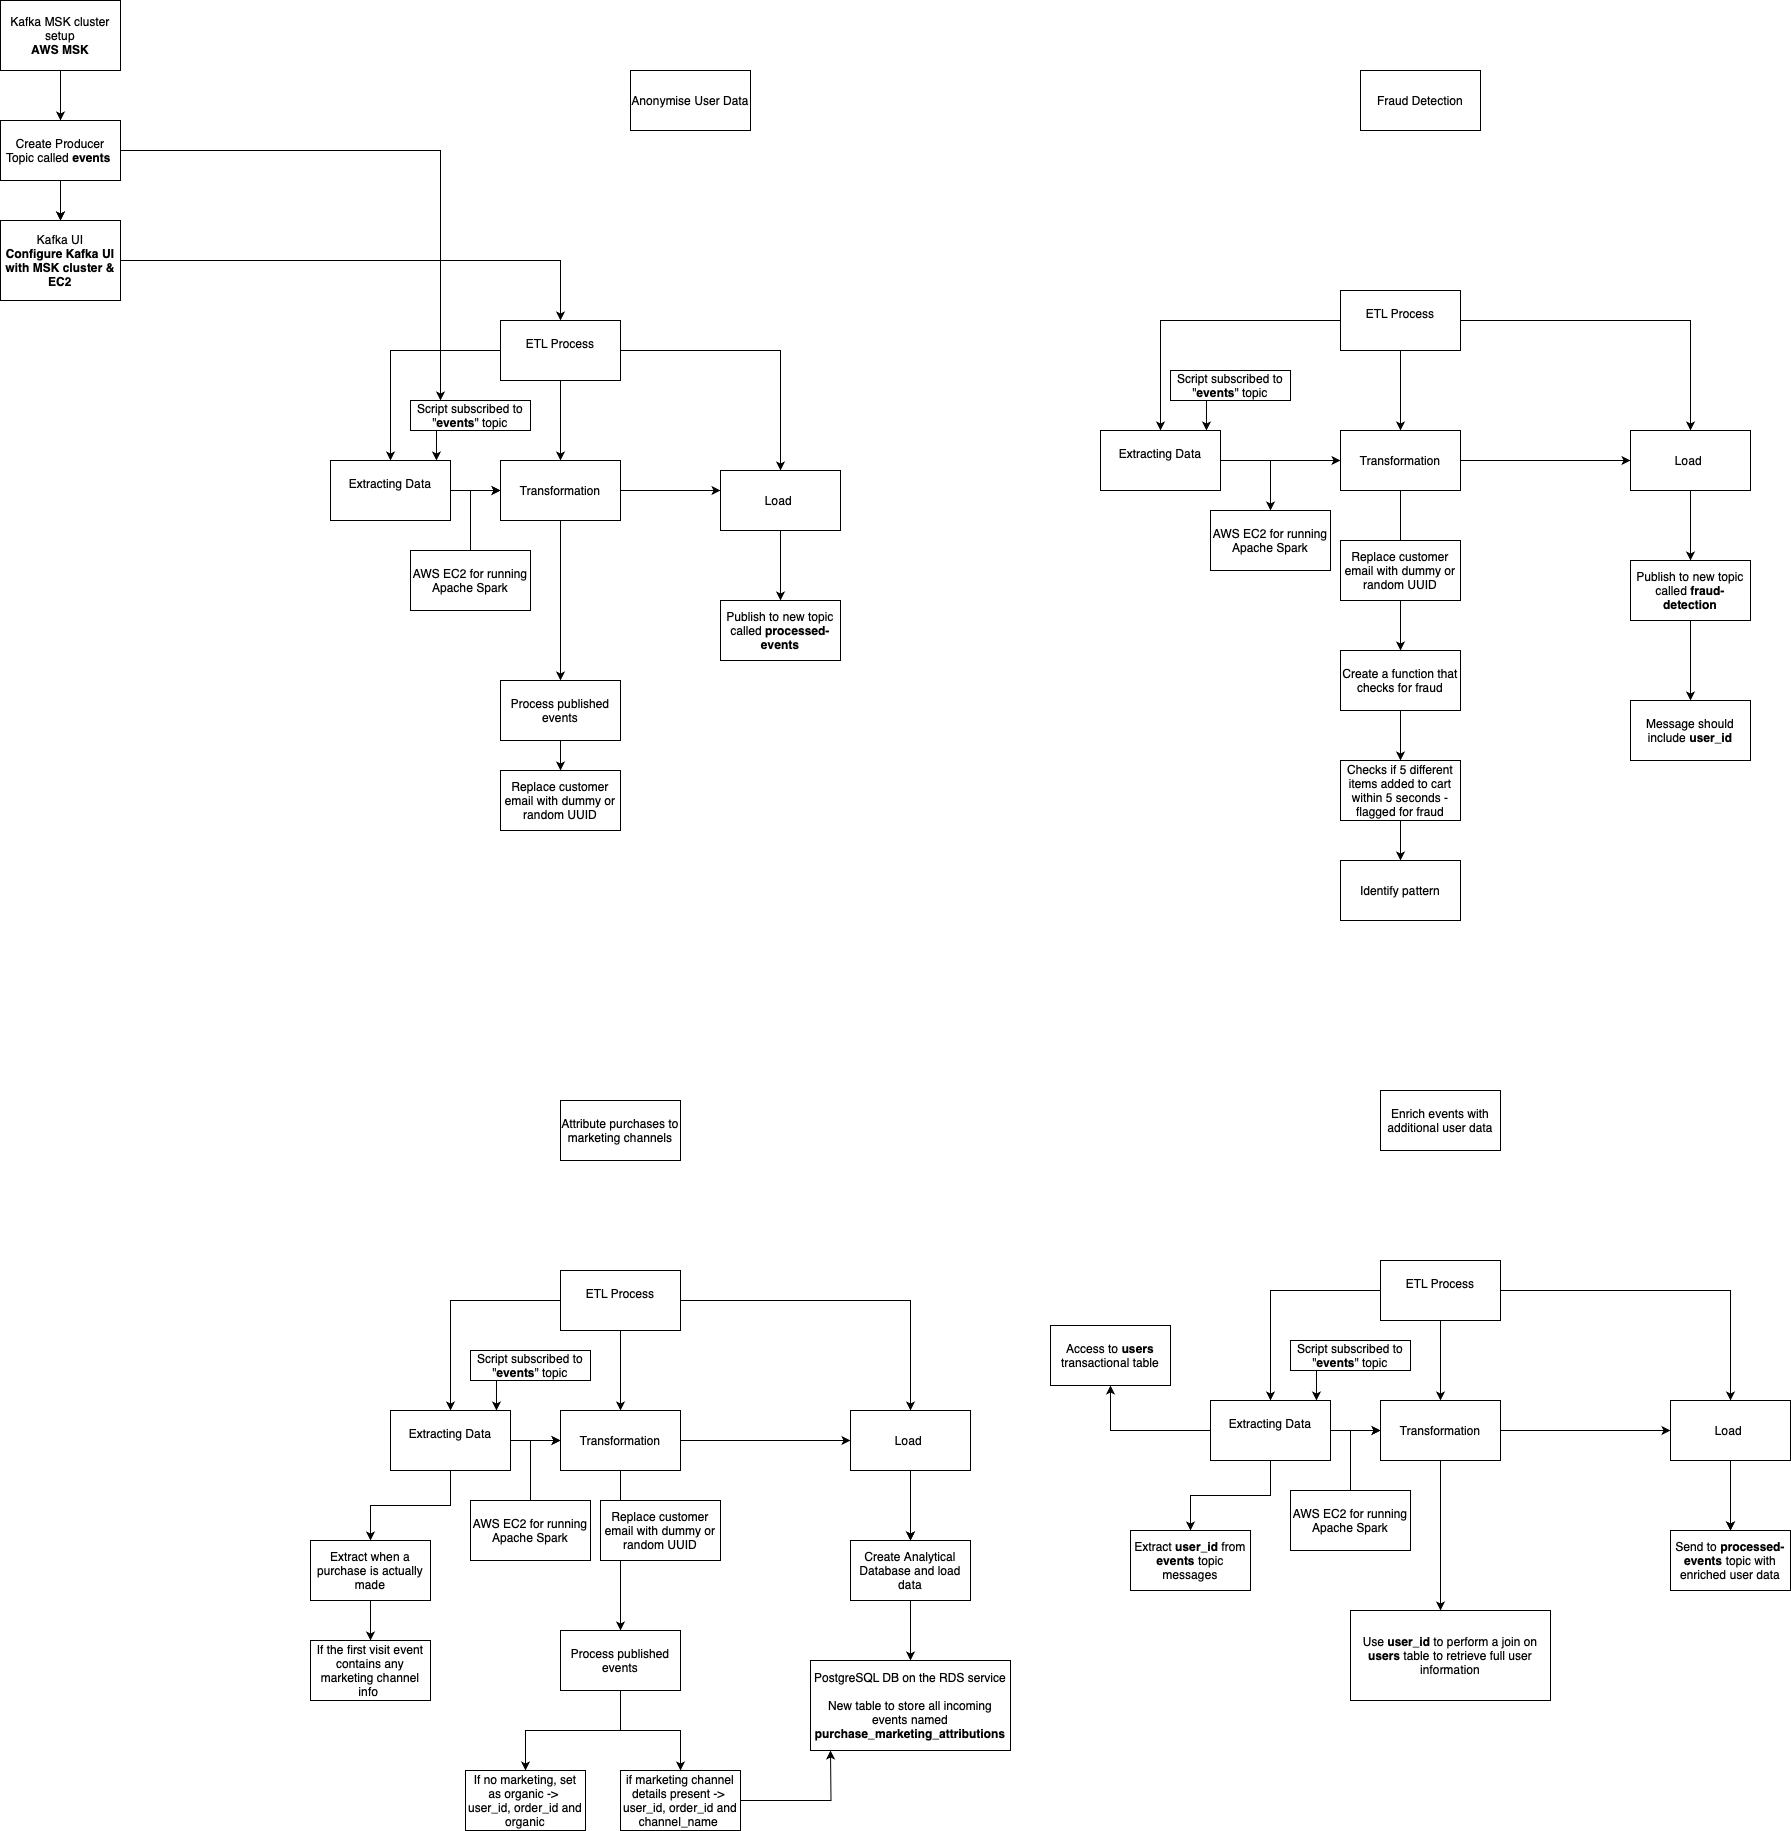 Kafka MSK cluster
setup
AWS MSK
Create Producer
Topic called events
Kafka UI
Configure Kafka UI
with MSK cluster &
EC2
Anonymise User Data
ETL Process
Script subscribed to
"events" topic
Extracting Data
Transformation
Load
AWS EC2 for running
Apache Spark
Publish to new topic
called processed-
events
Process published
events
Replace customer
email with dummy or
random UUID
Fraud Detection
ETL Process
Script subscribed to
"events" topic
Extracting Data
Transformation
Load
AWS EC2 for running
Apache Spark
Replace customer
email with dummy or
random UUID
Publish to new topic
called fraud-
detection
Create a function that
checks for fraud
Message should
include user_id
Checks if 5 different
items added to cart
within 5 seconds -
flagged for fraud
Identify pattern
Attribute purchases to
marketing channels
ETL Process
Script subscribed to
"events" topic
Extracting Data
Transformation
Load
AWS EC2 for running
Apache Spark
Replace customer
email with dummy or
random UUID
Extract when a
purchase is actually
made
Create Analytical
Database and load
data
If the first visit event
contains any
marketing channel
info
Process published
events
PostgreSQL DB on the RDS service
New table to store all incoming
events named
purchase_marketing_attributions
If no marketing, set
as organic ->
user_id, order_id and
organic
if marketing channel
details present ->
user_id, order_id and
channel_name
Enrich events with
additional user data
ETL Process
Access to users
transactional table
Script subscribed to
"events" topic
Extracting Data
Transformation
Load
AWS EC2 for running
Apache Spark
Extract user_id from
events topic
messages
Send to processed-
events topic with
enriched user data
Use user_id to perform a join on
users table to retrieve full user
information